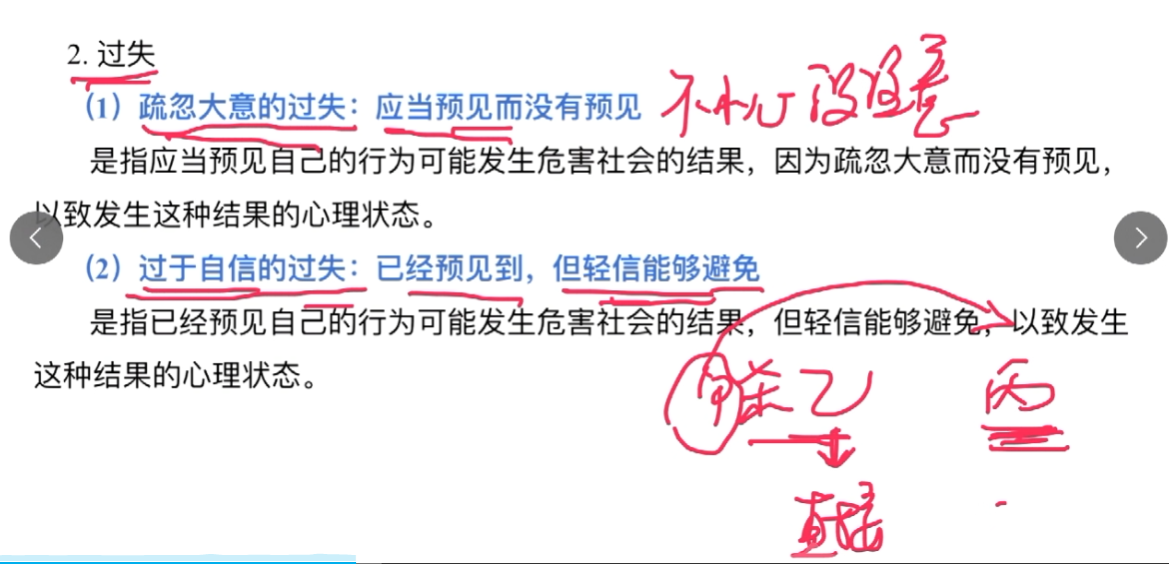 2. 过失
（1）疏忽大意的过失：应当预见而没有预见 不小心 没注意
是指应当预见自己的行为可能发生危害社会的结果，因为疏忽大意而没有预见，
以致发生这种结果的心理状态。
（2）过于自信的过失：已经预见到，但轻信能够避免
是指已经预见自己的行为可能发生危害社会的结果，但轻信能够避免，以致发生
这种结果的心理状态。
甲杀乙 丙
直接